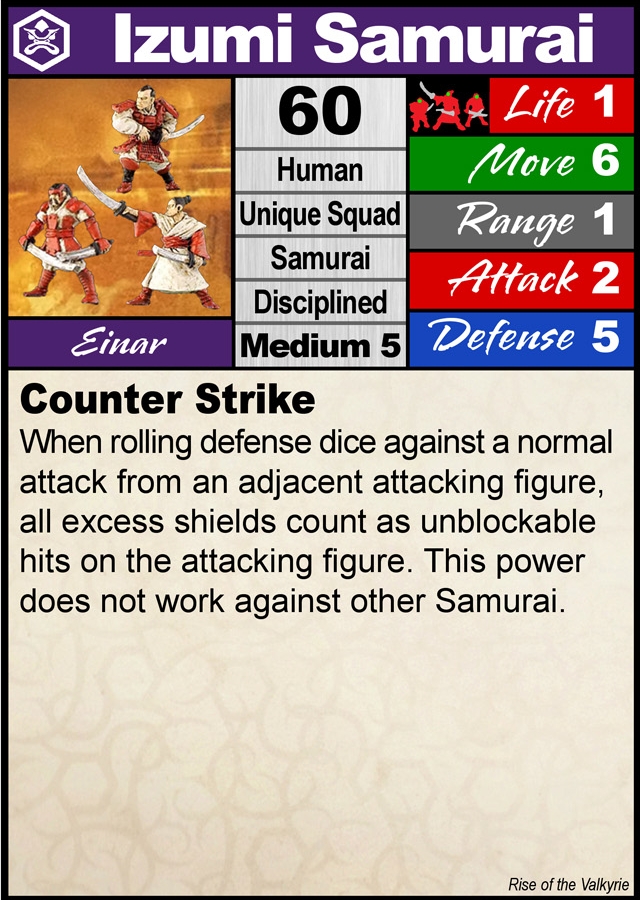 Izumi Samurai
60
Human
Unique Squad
Samurai
Disciplined
Medium 5
Life 1
Move 6
Range 1
Attack 2
Defense 5
Einar
Counter Strike
When rolling defense dice against a normal
attack from an adjacent attacking figure,
all excess shields count as unblockable
hits on the attacking figure. This power
does not work against other Samurai.
Rise of the Valkyrie